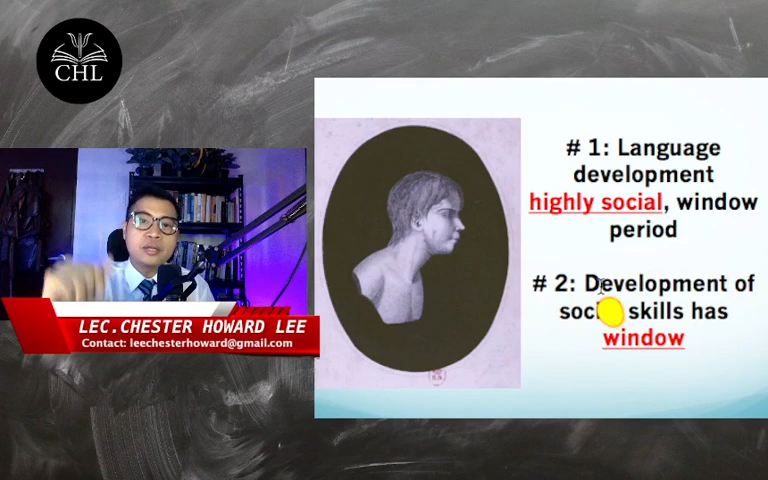 CHL
# 1: Language
development
highly social, window
period
# 2: Development of
skills has
window
LEC.CHESTER HOWARD LEE
Contact: leechesterhoward@gmail.com